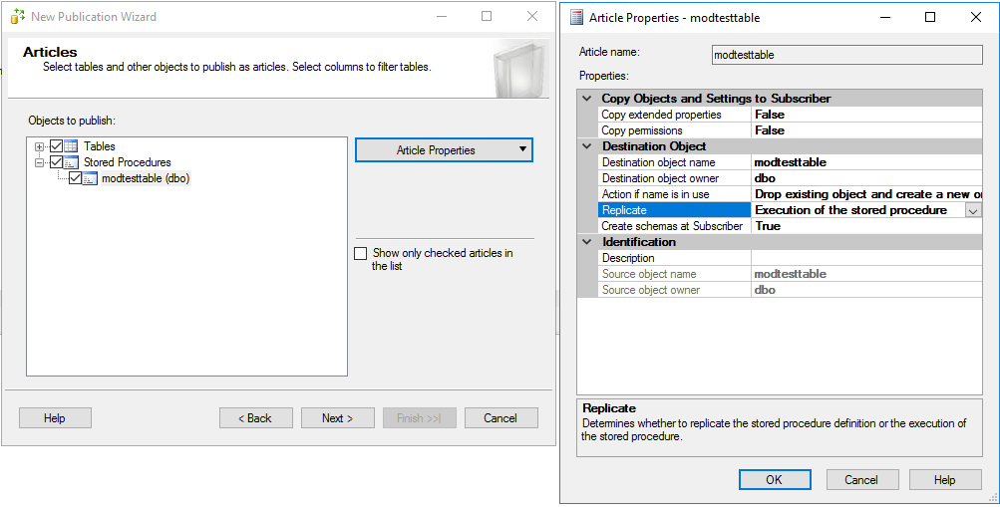 New Publication Wizard
Articles
Select tables and other objects to publish as articles. Select columns to filter tables.
Objects to publish:
Tables
Stored Procedures
modtesttable (dbo)
Article Properties
Show only checked articles in
the list
Help
< Back
Next >
Finish >>|
Cancel
Article Properties - modtesttable
Article name:
modtesttable
Properties:
Copy Objects and Settings to Subscriber
Copy extended properties False
Copy permissions False
Destination Object
Destination object name modtesttable
Destination object owner dbo
Action if name is in use Drop existing object and create a new
Replicate Execution of the stored procedure
Create schemas at Subscriber True
Identification
Description
Source object name modtesttable
Source object owner dbo
Replicate
Determines whether to replicate the stored procedure definition or the execution of
the stored procedure.
OK
Cancel
Help